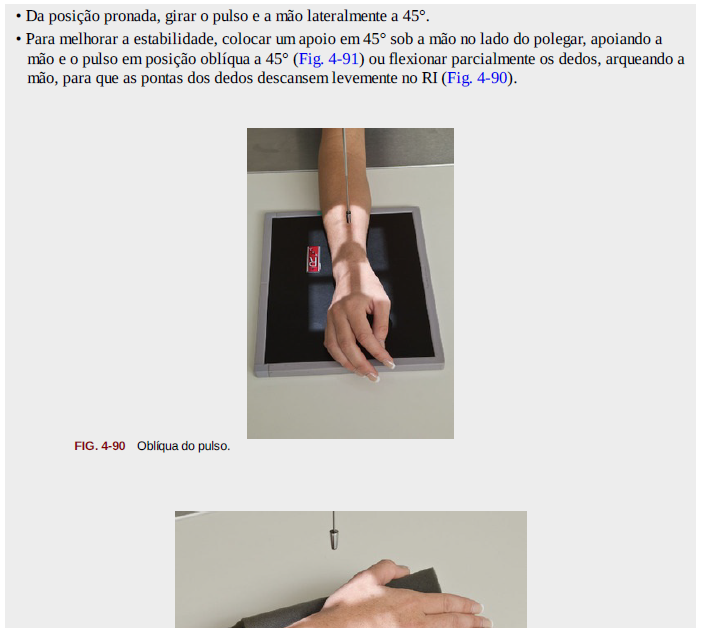 • Da posição pronada, girar o pulso e a mão lateralmente a 45°.
• Para melhorar a estabilidade, colocar um apoio em 45° sob a mão no lado do polegar, apoiando a
mão e o pulso em posição oblíqua a 45° (Fig. 4-91) ou flexionar parcialmente os dedos, arqueando a
mão, para que as pontas dos dedos descansem levemente no RI (Fig. 4-90).
FIG. 4-90 Oblíqua do pulso.